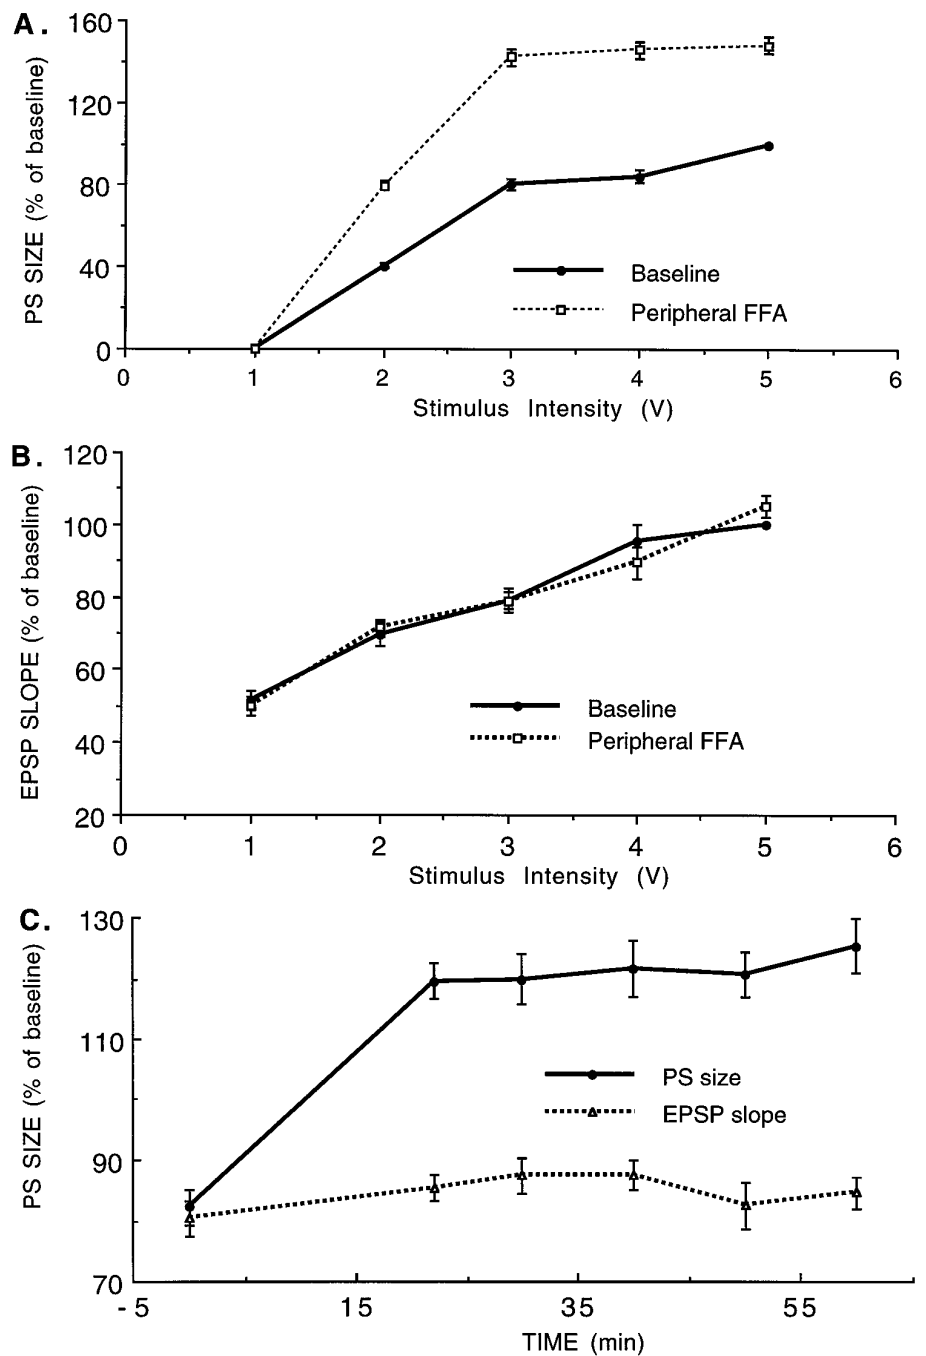 A.
PS SIZE (% of baseline)
160
120
80
40
0
0 1 2 3 4 5 6
Stimulus Intensity (V)
Baseline
Peripheral FFA
B.
EPSP SLOPE (% of baseline)
120
100
80
60
40
20
0 1 2 3 4 5 6
Stimulus Intensity (V)
Baseline
Peripheral FFA
C.
PS SIZE (% of baseline)
130
110
90
70
-5 15 35 55
TIME (min)
PS size
EPSP slope